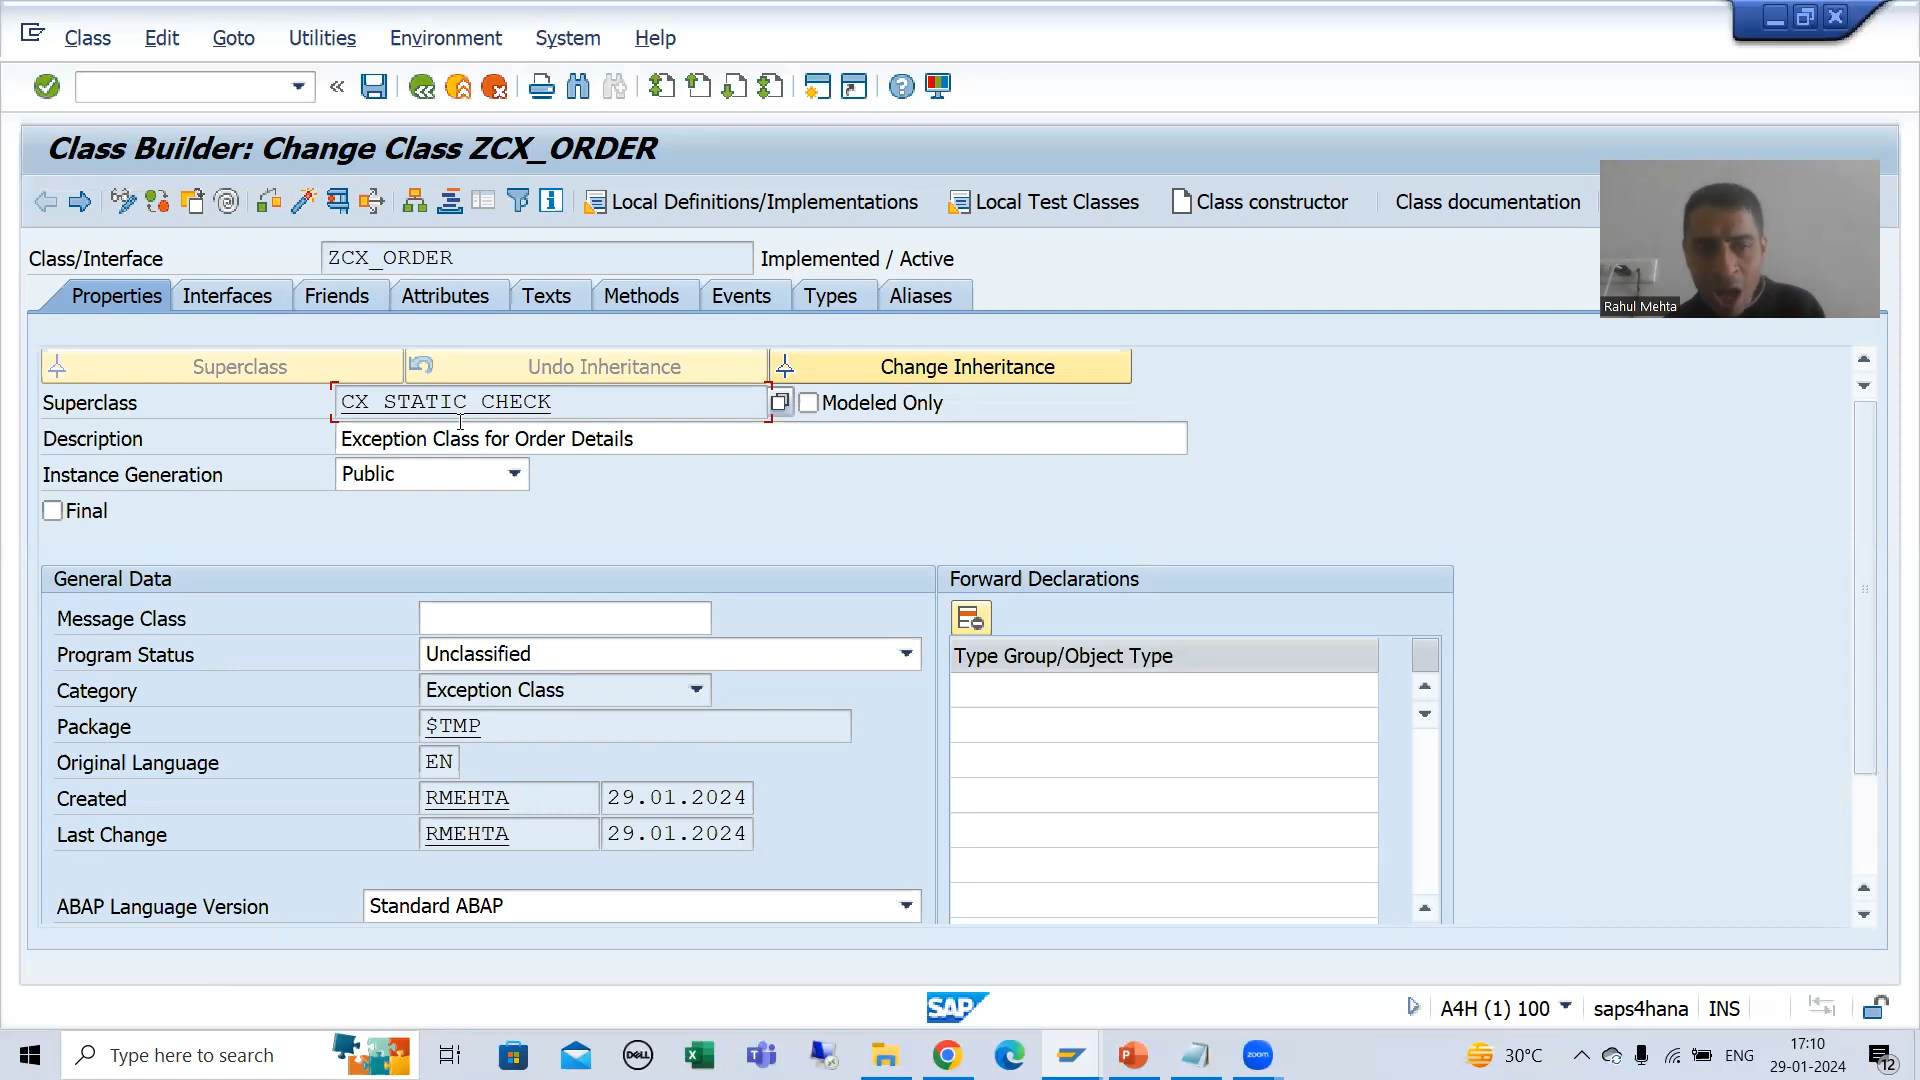 Class Edit Goto Utilities Environment System Help
Class Builder: Change Class ZCX_ORDER
Local Definitions/Implementations Local Test Classes Class constructor Class documentation
Class/Interface ZCX_ORDER Implemented / Active
Properties Interfaces Friends Attributes Texts Methods Events Types Aliases
Rahul Mehta
Superclass Undo Inheritance Change Inheritance
Superclass CX_STATIC_CHECK Modeled Only
Description Exception Class for Order Details
Instance Generation Public
Final
General Data Forward Declarations
Message Class
Program Status Unclassified Type Group/Object Type
Category Exception Class
Package $TMP
Original Language EN
Created RMEHTA 29.01.2024
Last Change RMEHTA 29.01.2024
ABAP Language Version Standard ABAP
SAP A4H (1) 100 saps4hana INS
Type here to search DELL zoom 30°C ENG 17:10
29-01-2024 12